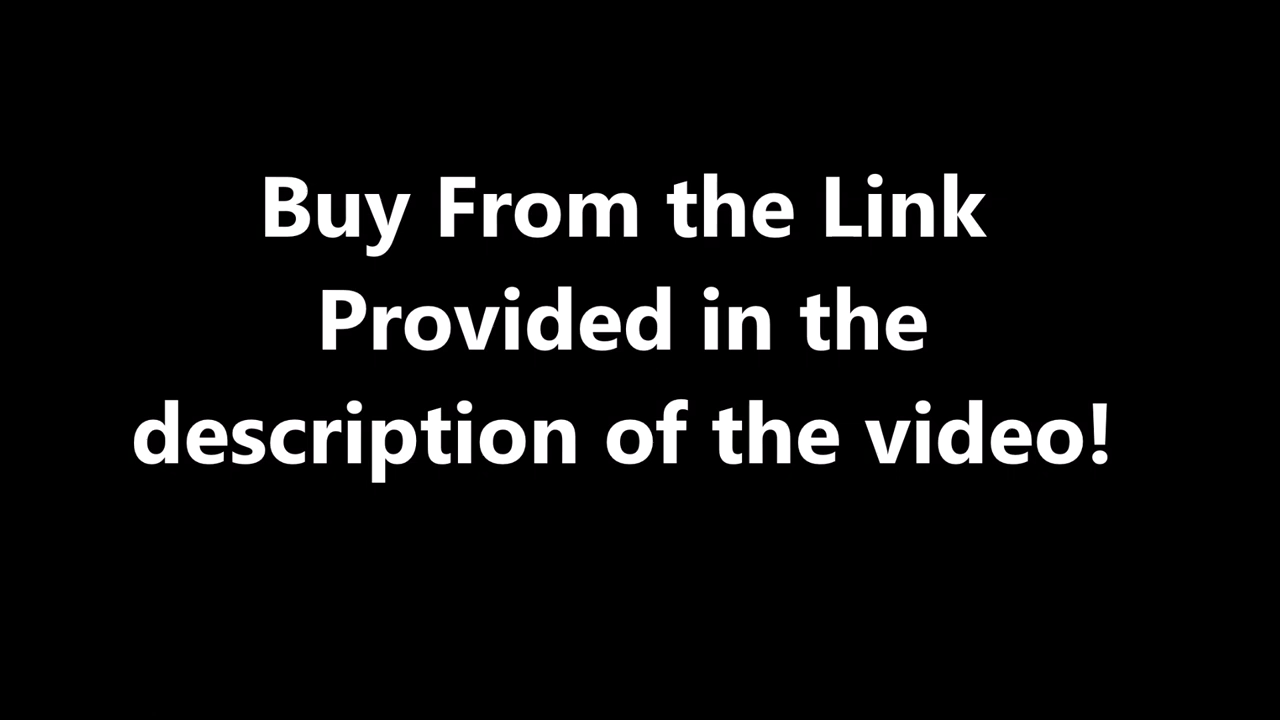 Buy From the Link
Provided in the
description of the video!